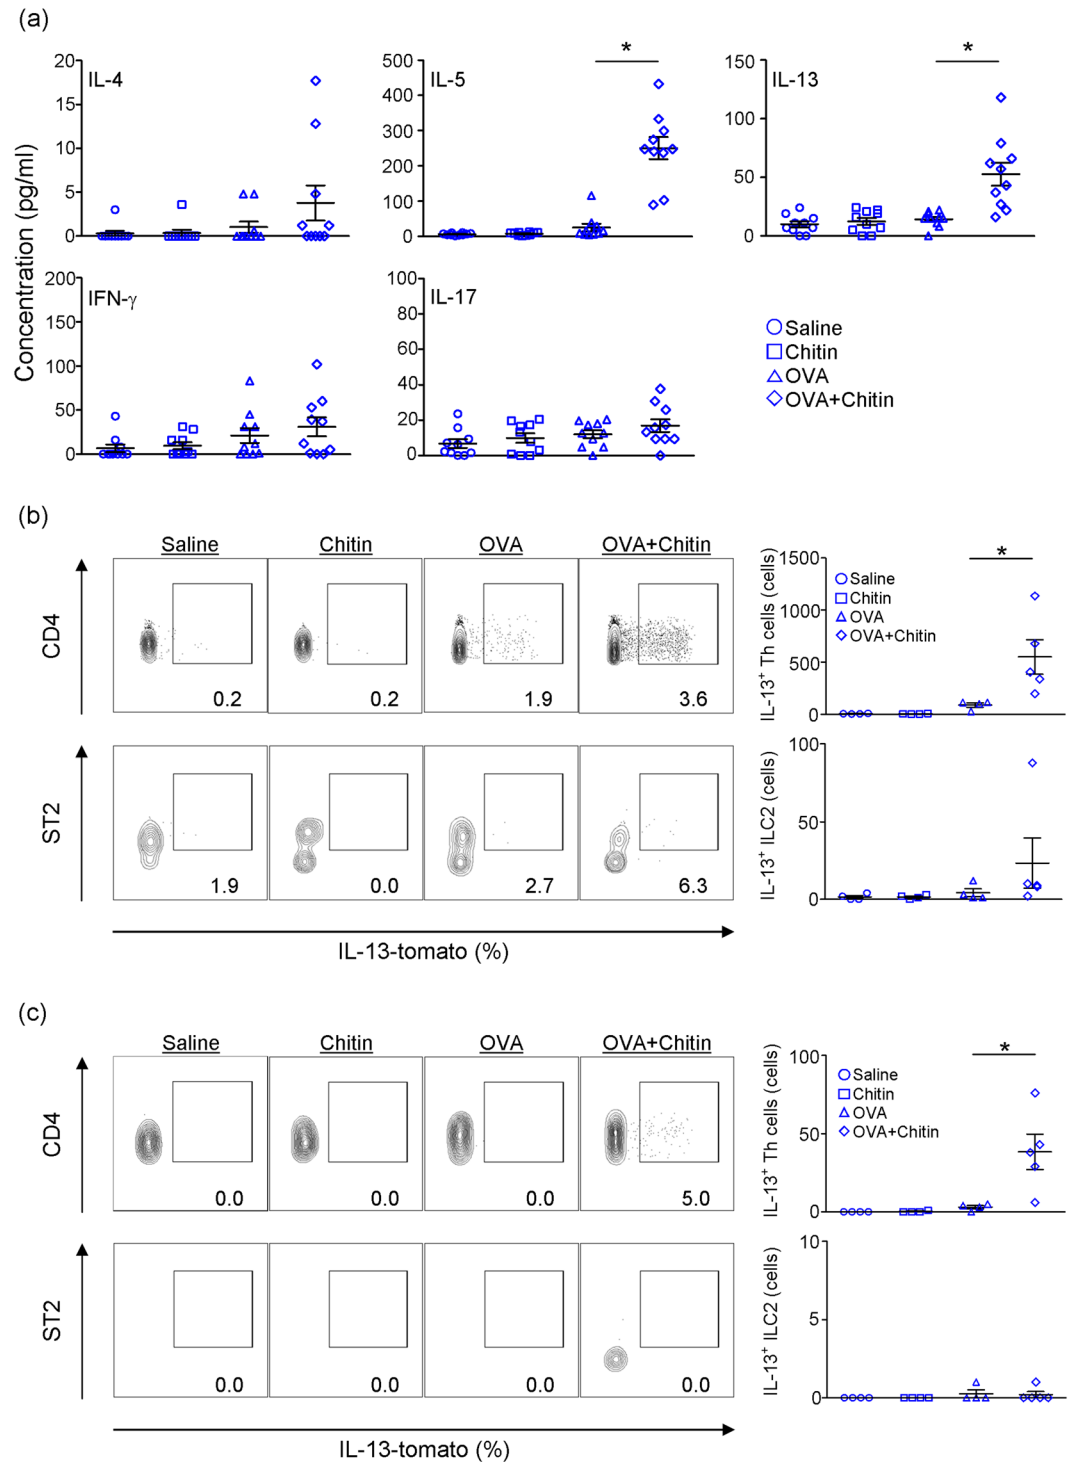 (a)
Concentration (pg/ml)
IL-4
20
15
10
5
0
IL-5
*
500
400
300
200
100
0
IL-13
*
150
100
50
0
IFN-γ
200
150
100
50
0
IL-17
100
80
60
40
20
0
Saline
Chitin
OVA
OVA+Chitin
(b)
Saline Chitin OVA OVA+Chitin
CD4
0.2 0.2 1.9 3.6
ST2
1.9 0.0 2.7 6.3
IL-13-tomato (%)
IL-13+ Th cells (cells)
1500
1000
500
0
*
Saline
Chitin
OVA
OVA+Chitin
IL-13+ ILC2 (cells)
100
50
0
(c)
Saline Chitin OVA OVA+Chitin
CD4
0.0 0.0 0.0 5.0
ST2
0.0 0.0 0.0 0.0
IL-13-tomato (%)
IL-13+ Th cells (cells)
100
50
0
*
Saline
Chitin
OVA
OVA+Chitin
IL-13+ ILC2 (cells)
10
5
0